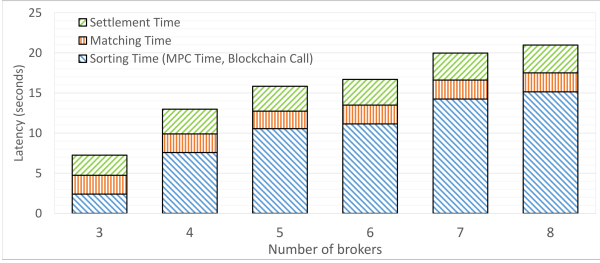 25
20
15
10
5
0
Latency (seconds)
Settlement Time
Matching Time
Sorting Time (MPC Time, Blockchain Call)
3 4 5 6 7 8
Number of brokers